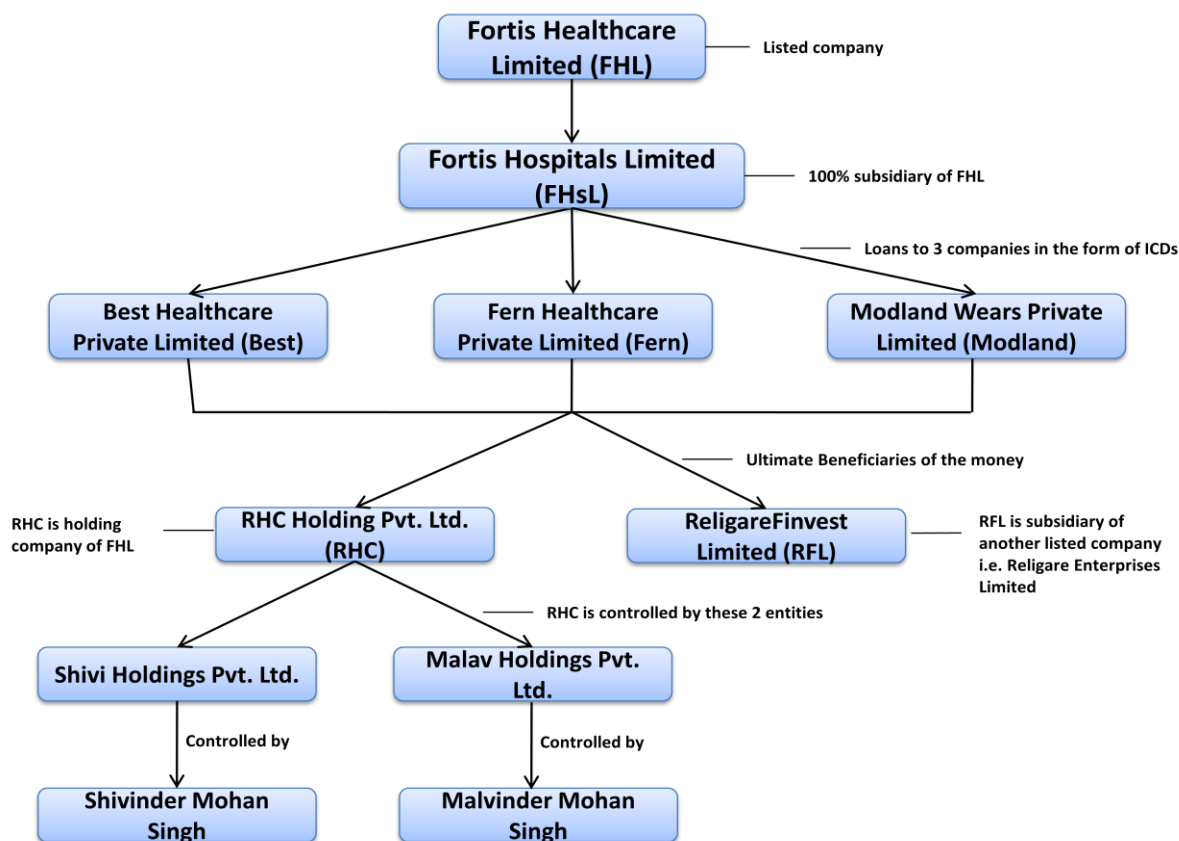 Fortis Healthcare
Limited (FHL)
Listed company
Fortis Hospitals Limited
(FHsL)
100% subsidiary of FHL
Loans to 3 companies in the form of ICDs
Best Healthcare
Private Limited (Best)
Fern Healthcare
Private Limited (Fern)
Modland Wears Private
Limited (Modland)
Ultimate Beneficiaries of the money
RHC is holding
company of FHL
RHC Holding Pvt. Ltd.
(RHC)
ReligareFinvest
Limited (RFL)
RFL is subsidiary of
another listed company
i.e. Religare Enterprises
Limited
RHC is controlled by these 2 entities
Shivi Holdings Pvt. Ltd.
Malav Holdings Pvt.
Ltd.
Controlled by
Controlled by
Shivinder Mohan
Singh
Malvinder Mohan
Singh